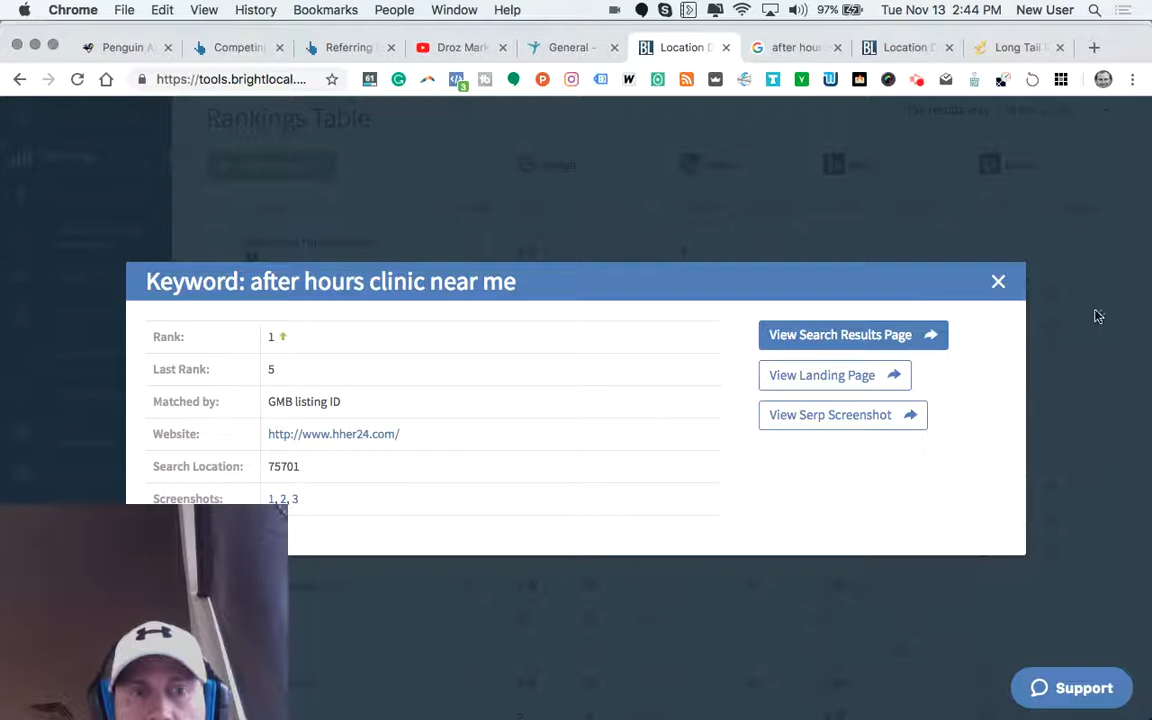 Chrome File Edit View History Bookmarks People Window Help 97% Tue Nov 13 2:44 PM New User
Penguin A Competin Referring Droz Mark General - Location D after hour Location D Long Tail
https://tools.brightlocal....
61 3 W T Y
Rankings Table
Keyword: after hours clinic near me
Rank: 1
Last Rank: 5
Matched by: GMB listing ID
Website: http://www.hher24.com/
Search Location: 75701
Screenshots: 1, 2, 3
View Search Results Page
View Landing Page
View Serp Screenshot
Support